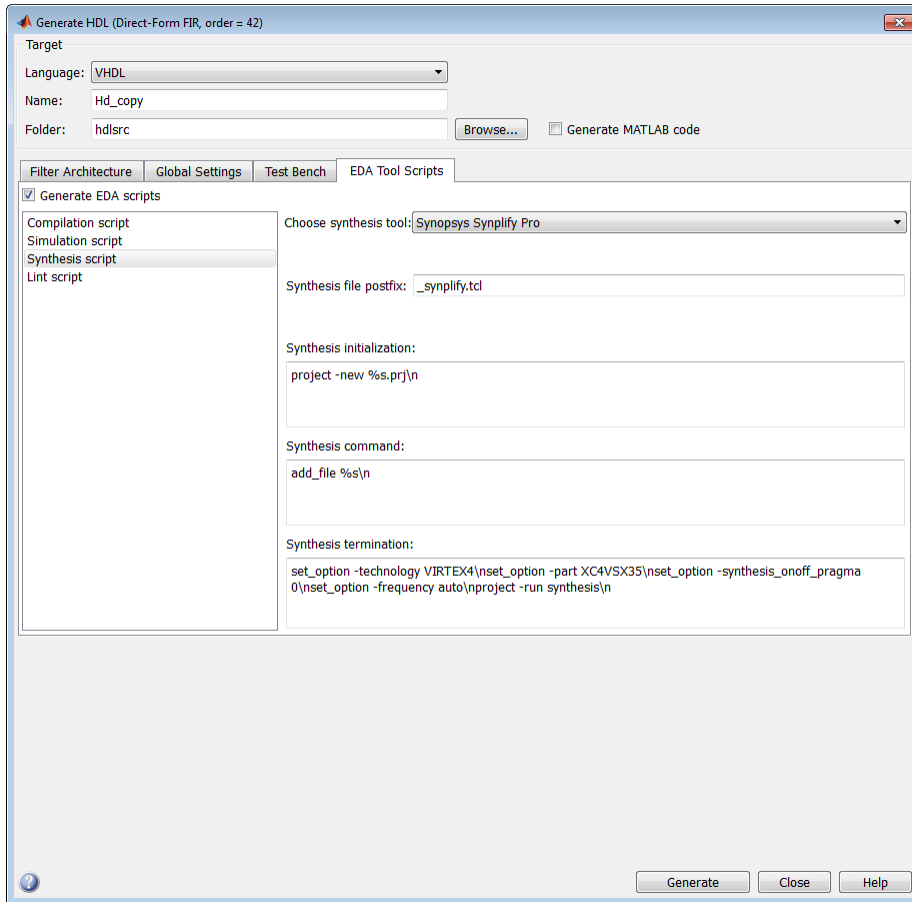 Generate HDL (Direct-Form FIR, order = 42)
Target
Language: VHDL
Name: Hd_copy
Folder: hdlsrc Browse... Generate MATLAB code
Filter Architecture Global Settings Test Bench EDA Tool Scripts
Generate EDA scripts
Compilation script
Simulation script
Synthesis script
Lint script
Choose synthesis tool: Synopsys Synplify Pro
Synthesis file postfix: _synplify.tcl
Synthesis initialization:
project -new %s.prj\n
Synthesis command:
add_file %s\n
Synthesis termination:
set_option -technology VIRTEX4\nset_option -part XC4VSX35\nset_option -synthesis_onoff_pragma
0\nset_option -frequency auto\nproject -run synthesis\n
? Generate Close Help